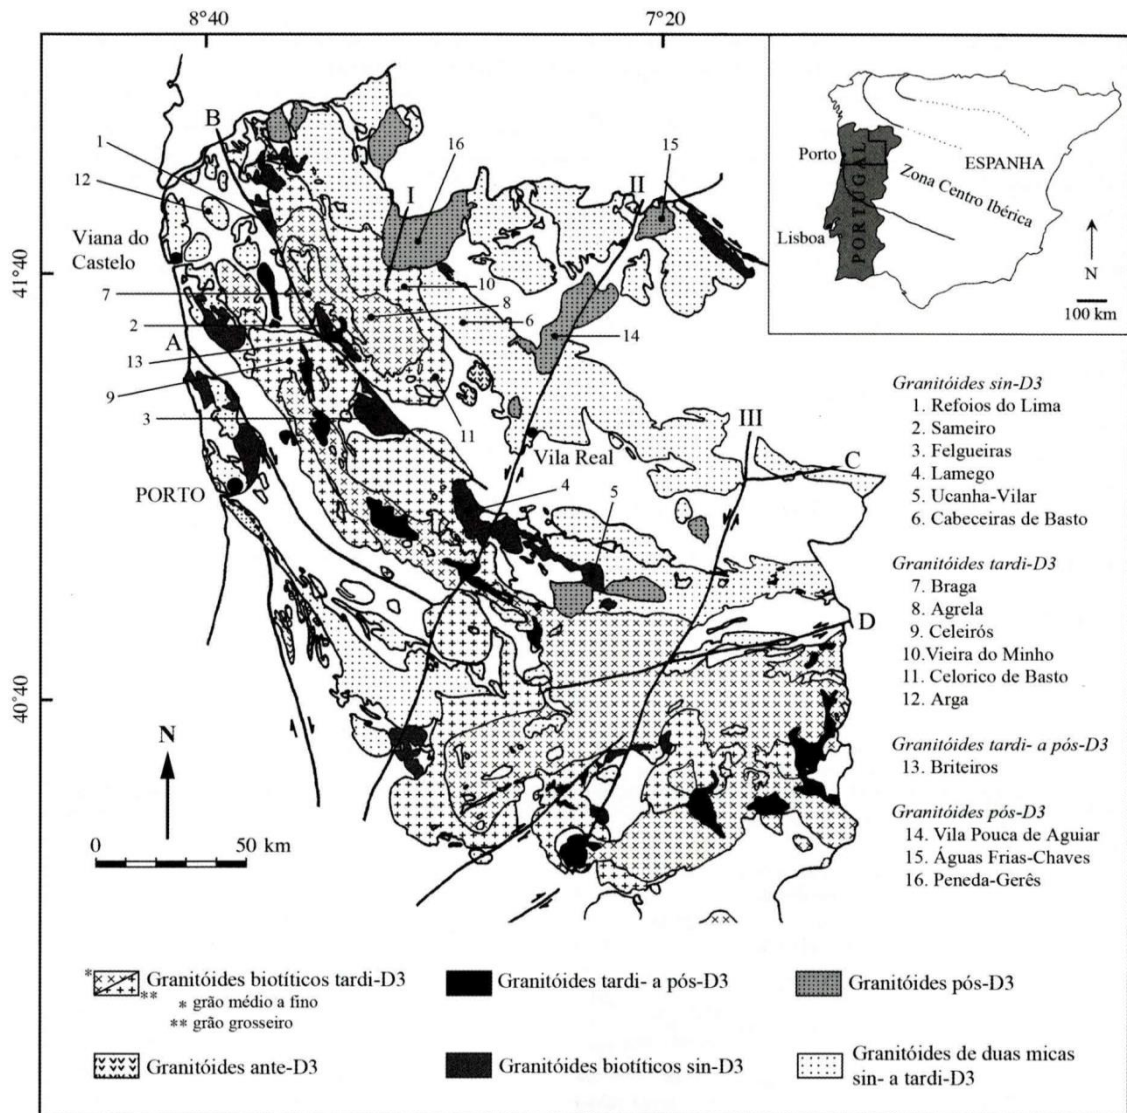 8°40
7°20
B
1
12
16
15
I
II
Viana do
Castelo
41°40
7
10
8
2
6
14
A
13
9
3
11
III
Vila Real
C
PORTO
4
5
D
40°40
N
0
50 km
Porto
PORTUGAL
ESPANHA
Zona Centro Ibérica
Lisboa
N
100 km
Granitóides sin-D3
1. Refoios do Lima
2. Sameiro
3. Felgueiras
4. Lamego
5. Ucanha-Vilar
6. Cabeceiras de Basto
Granitóides tardi-D3
7. Braga
8. Agrela
9. Celeirós
10.Vieira do Minho
11. Celorico de Basto
12. Arga
Granitóides tardi- a pós-D3
13. Briteiros
Granitóides pós-D3
14. Vila Pouca de Aguiar
15. Águas Frias-Chaves
16. Peneda-Gerês
* Granitóides biotíticos tardi-D3
** * grão médio a fino
** grão grosseiro
Granitóides tardi- a pós-D3
Granitóides pós-D3
Granitóides ante-D3
Granitóides biotíticos sin-D3
Granitóides de duas micas
sin- a tardi-D3